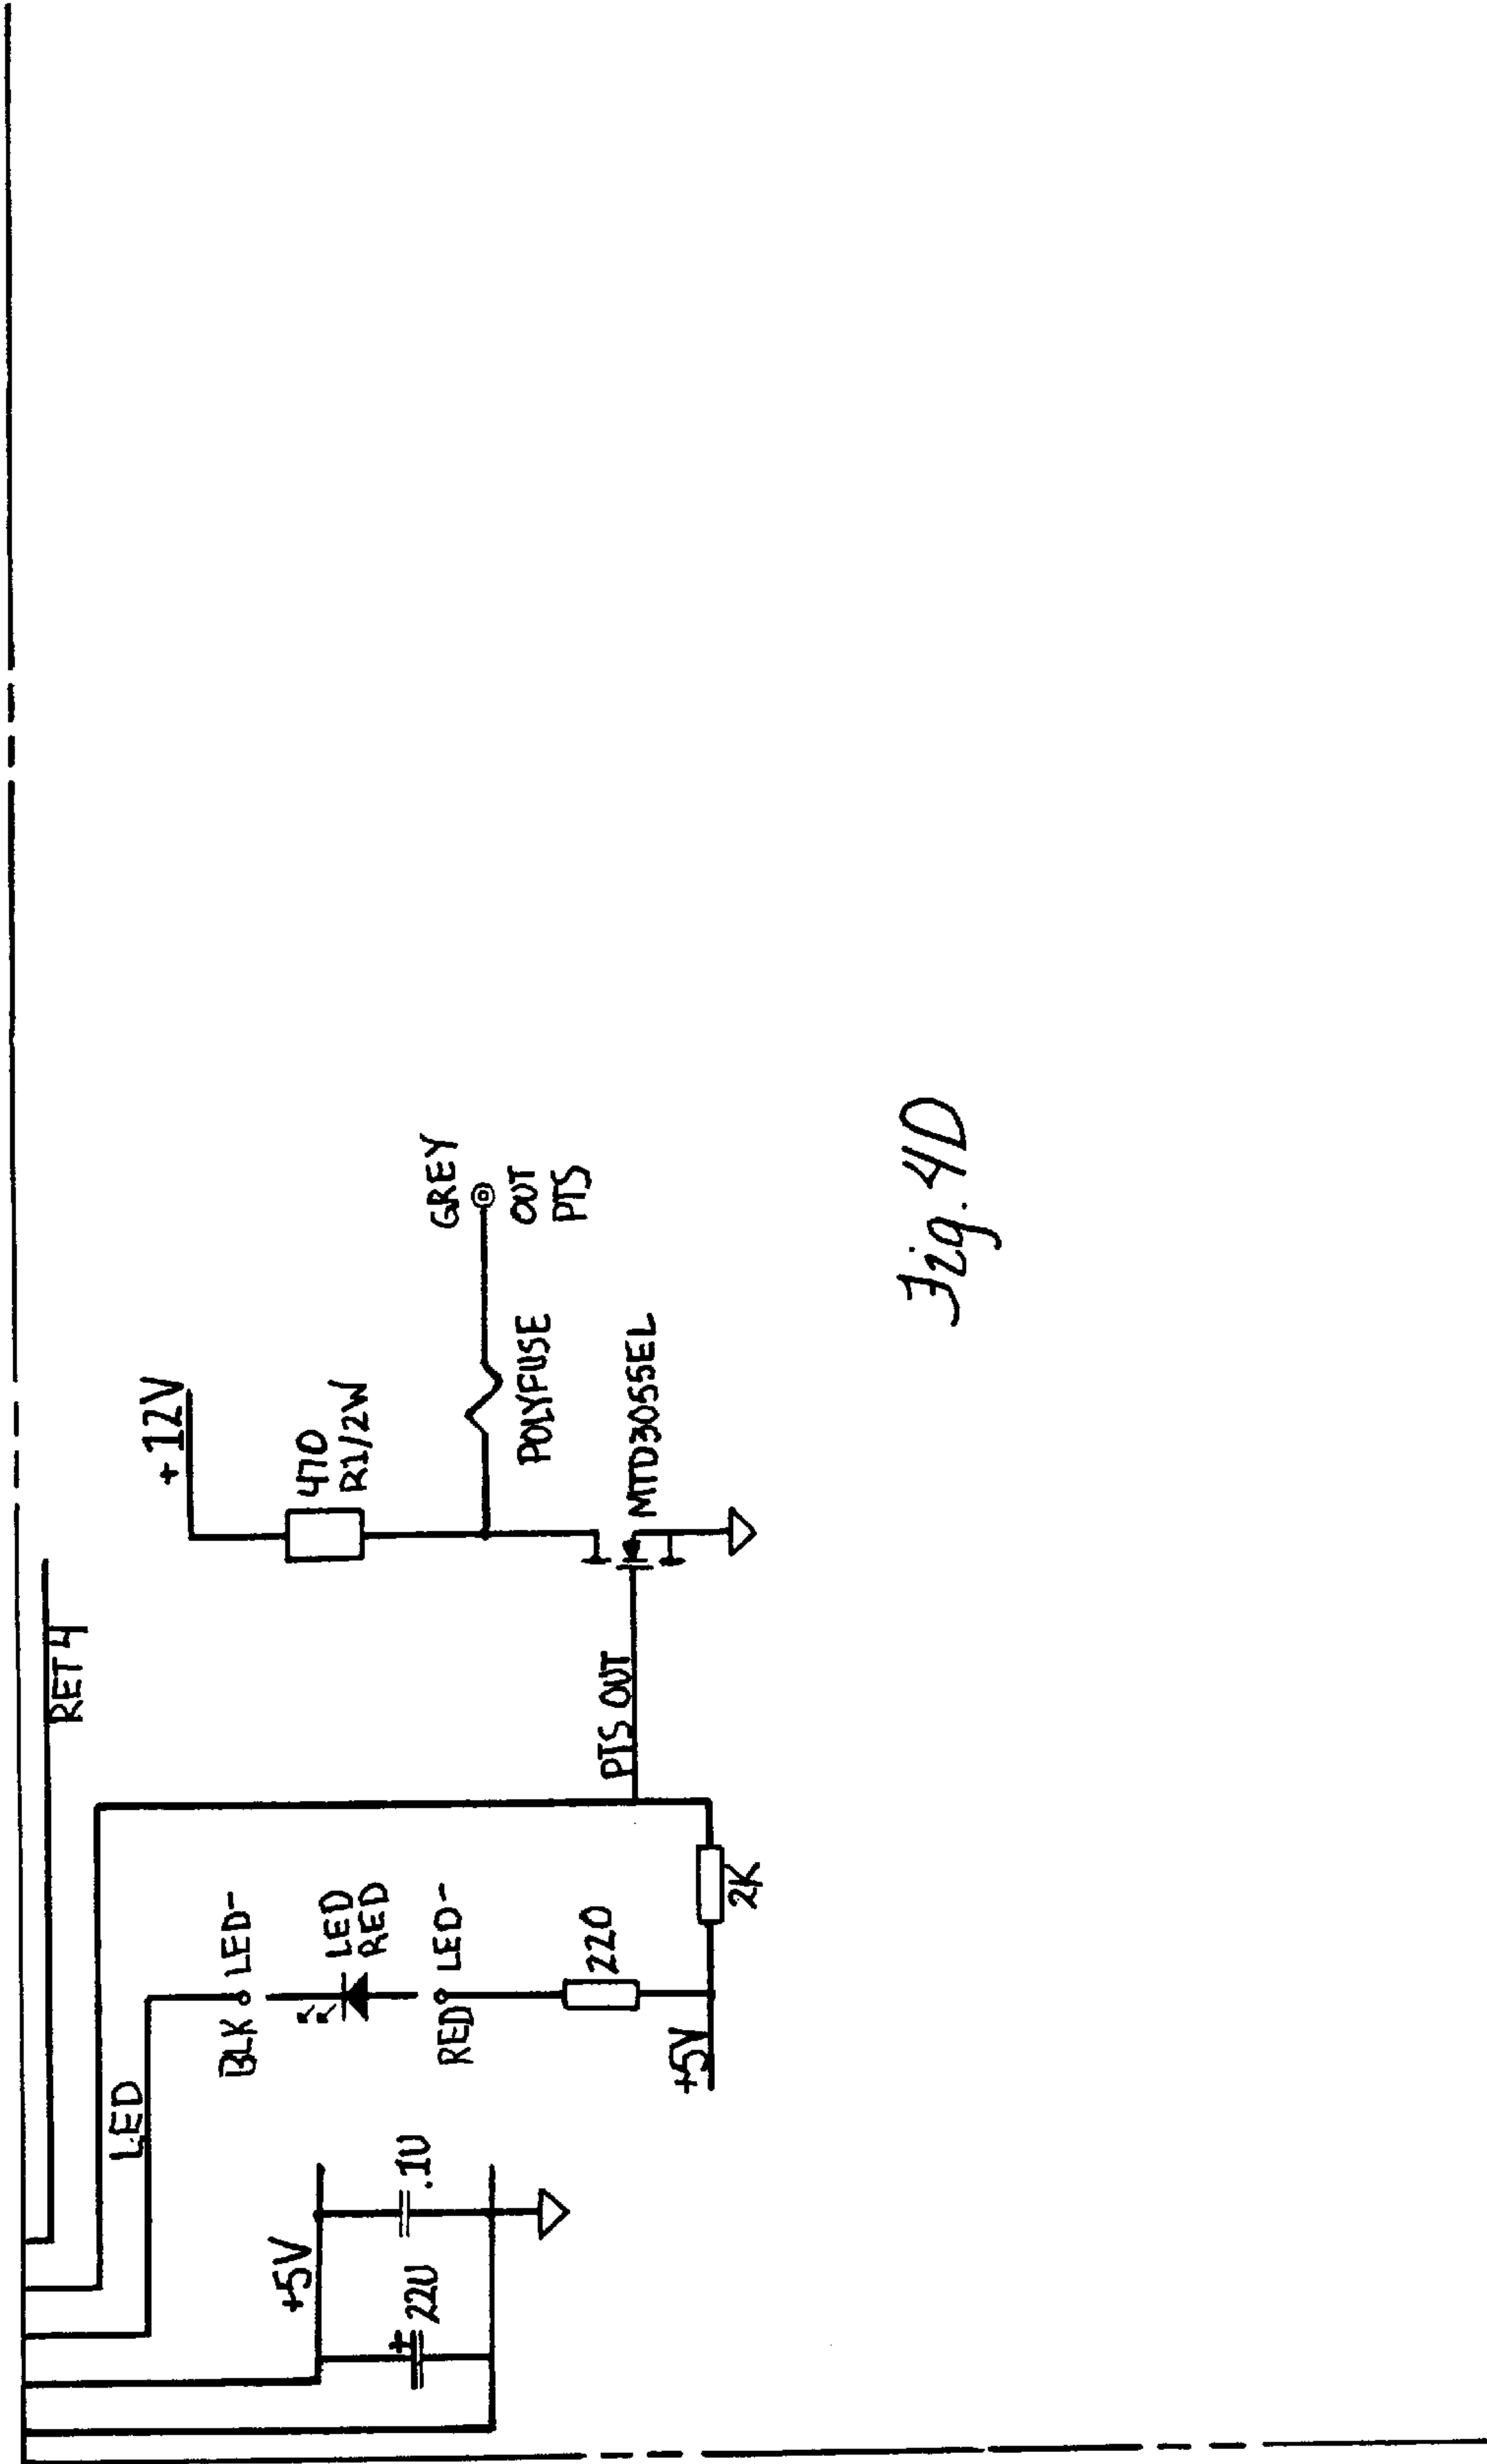 RET 4
LED
+12V
470
R1/2W
GREY
OUT
PTS
POLYFUSE
MTD3055EL
PTS OUT
BLK
LED-
LED
RED
RED
LED-
220
2K
+5V
+5V
22U
+
.1U
Fig. 4D